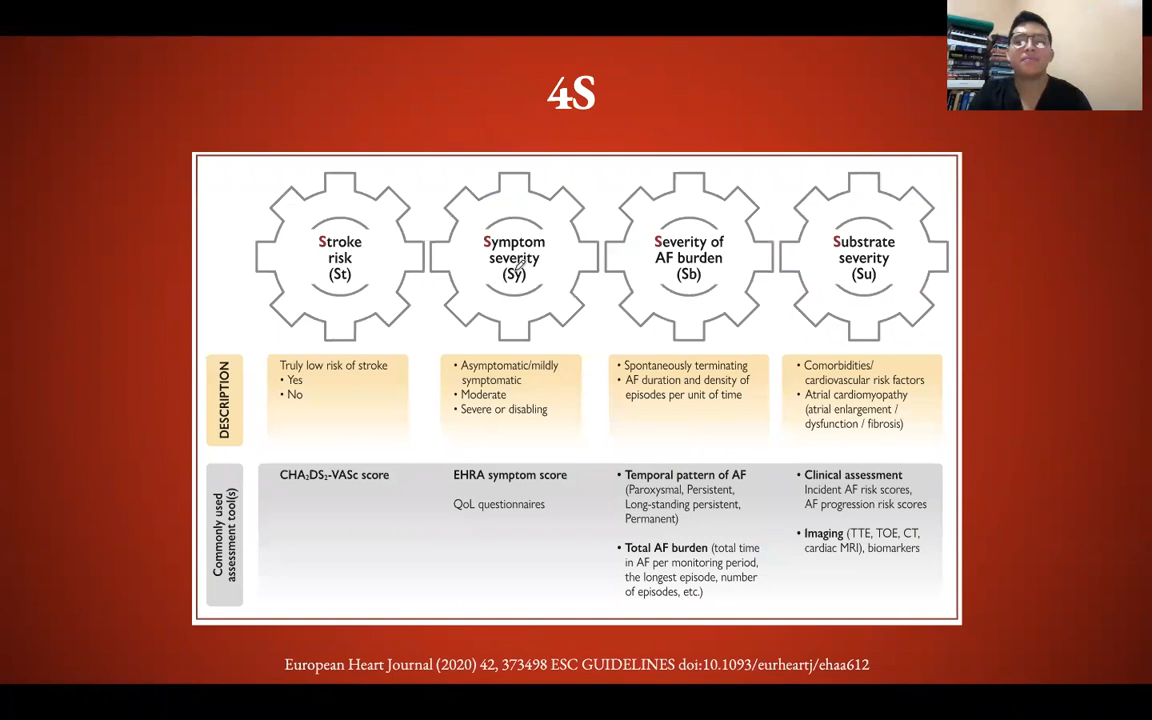 4S
Stroke
risk
(St)
Symptom
severity
(Sy)
Severity of
AF burden
(Sb)
Substrate
severity
(Su)
DESCRIPTION
Truly low risk of stroke
• Yes
• No
• Asymptomatic/mildly
symptomatic
• Moderate
• Severe or disabling
• Spontaneously terminating
• AF duration and density of
episodes per unit of time
• Comorbidities/
cardiovascular risk factors
• Atrial cardiomyopathy
(atrial enlargement /
dysfunction / fibrosis)
Commonly used
assessment tool(s)
CHA₂DS₂-VASc score
EHRA symptom score
QoL questionnaires
• Temporal pattern of AF
(Paroxysmal, Persistent,
Long-standing persistent,
Permanent)
• Total AF burden (total time
in AF per monitoring period,
the longest episode, number
of episodes, etc.)
• Clinical assessment
Incident AF risk scores,
AF progression risk scores
• Imaging (TTE, TOE, CT,
cardiac MRI), biomarkers
European Heart Journal (2020) 42, 373498 ESC GUIDELINES doi:10.1093/eurheartj/ehaa612